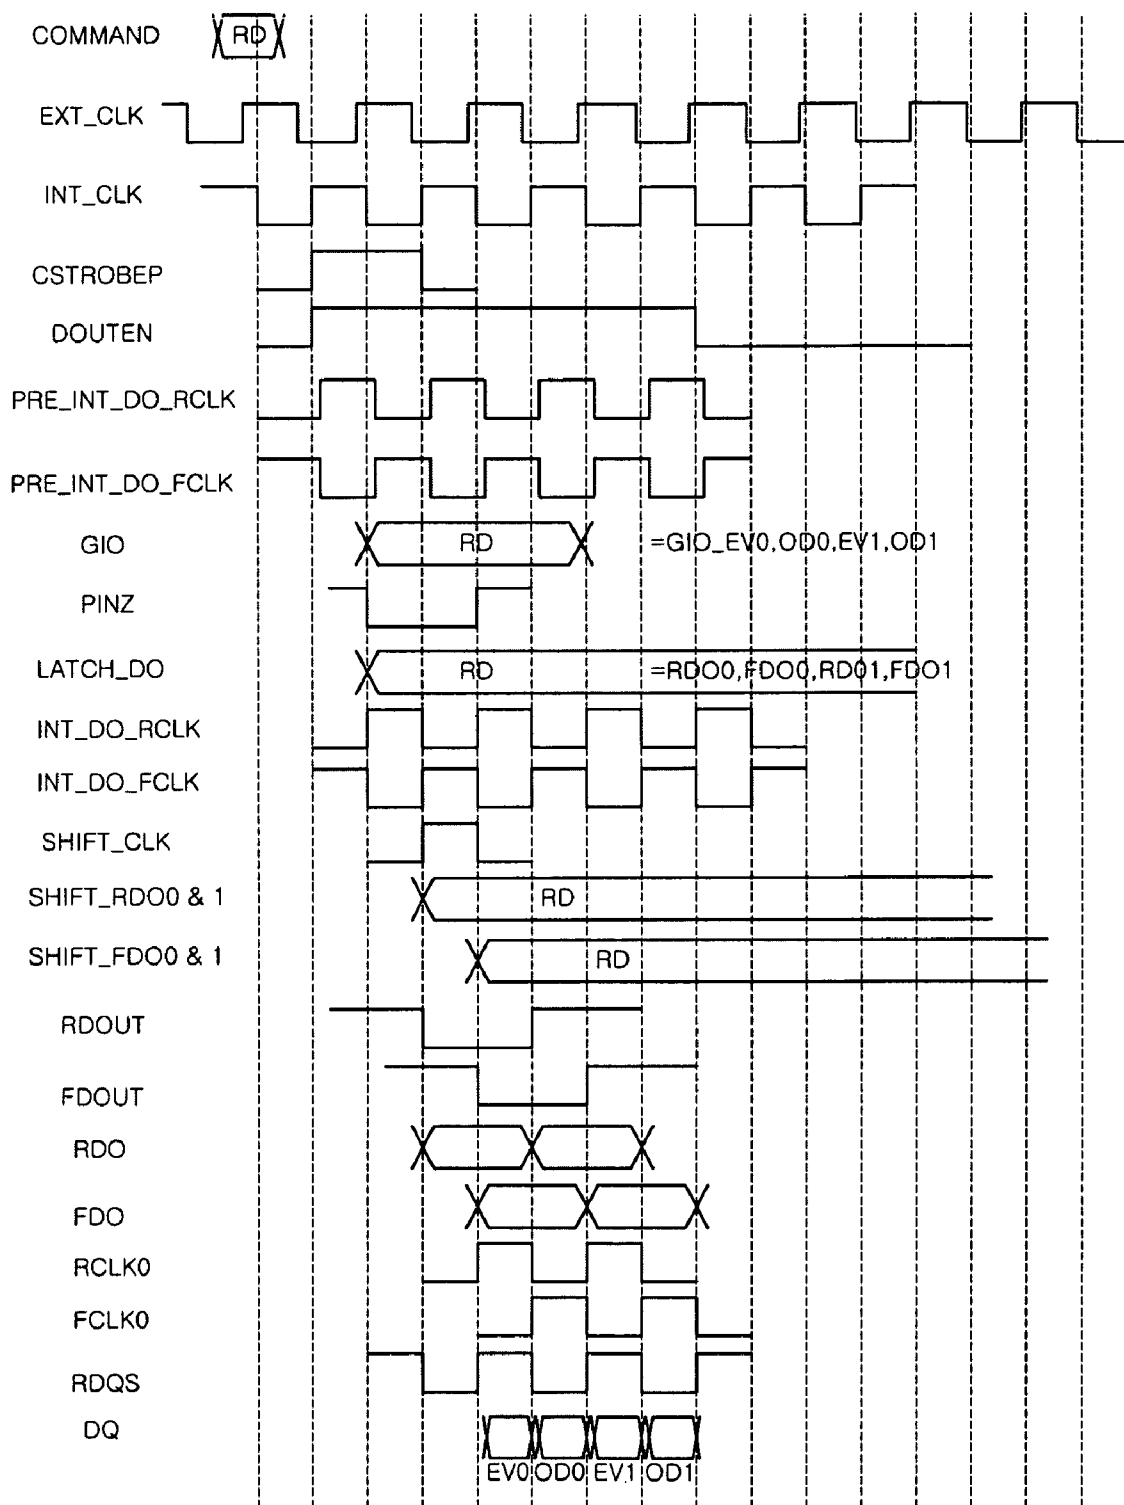 COMMAND RD
EXT_CLK
INT_CLK
CSTROBEP
DOUTEN
PRE_INT_DO_RCLK
PRE_INT_DO_FCLK
GIO RD =GIO_EV0,OD0,EV1,OD1
PINZ
LATCH_DO RD =RDO0,FDO0,RD01,FDO1
INT_DO_RCLK
INT_DO_FCLK
SHIFT_CLK
SHIFT_RDO0 & 1 RD
SHIFT_FDO0 & 1 RD
RDOUT
FDOUT
RDO
FDO
RCLK0
FCLK0
RDQS
DQ
EV0 OD0 EV1 OD1